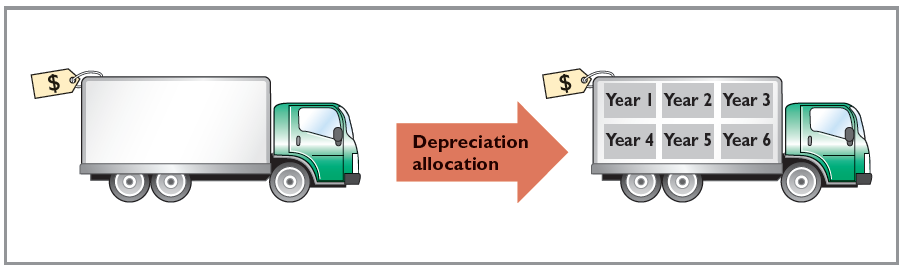 $
Depreciation
allocation
$
Year 1 Year 2 Year 3
Year 4 Year 5 Year 6